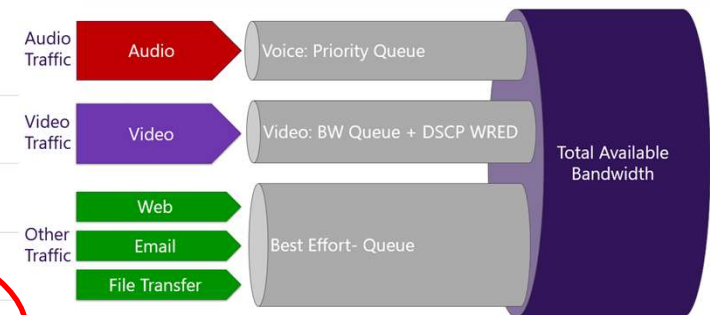 Audio
Traffic
Audio
Voice: Priority Queue
Video
Traffic
Video
Video: BW Queue + DSCP WRED
Total Available
Bandwidth
Other
Traffic
Web
Email
File Transfer
Best Effort- Queue